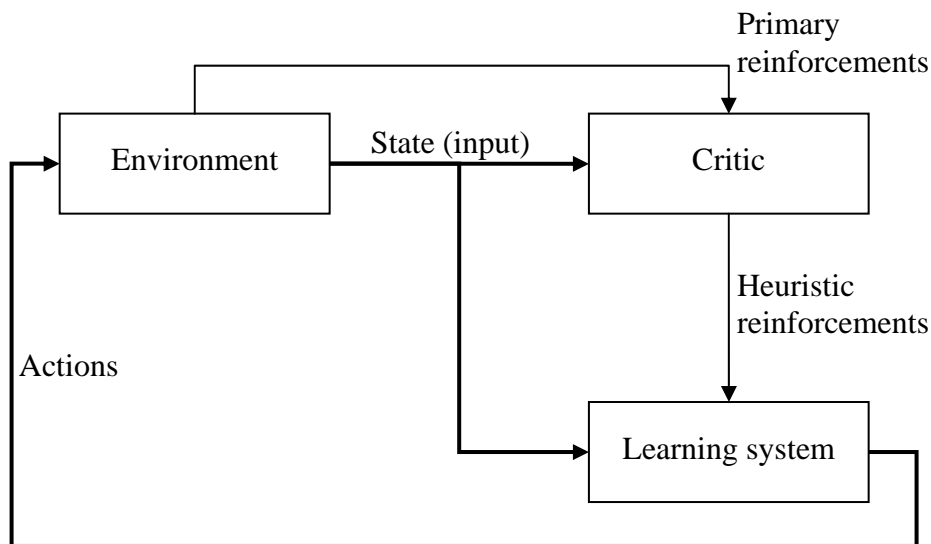 Primary
reinforcements
Environment
State (input)
Critic
Heuristic
reinforcements
Actions
Learning system